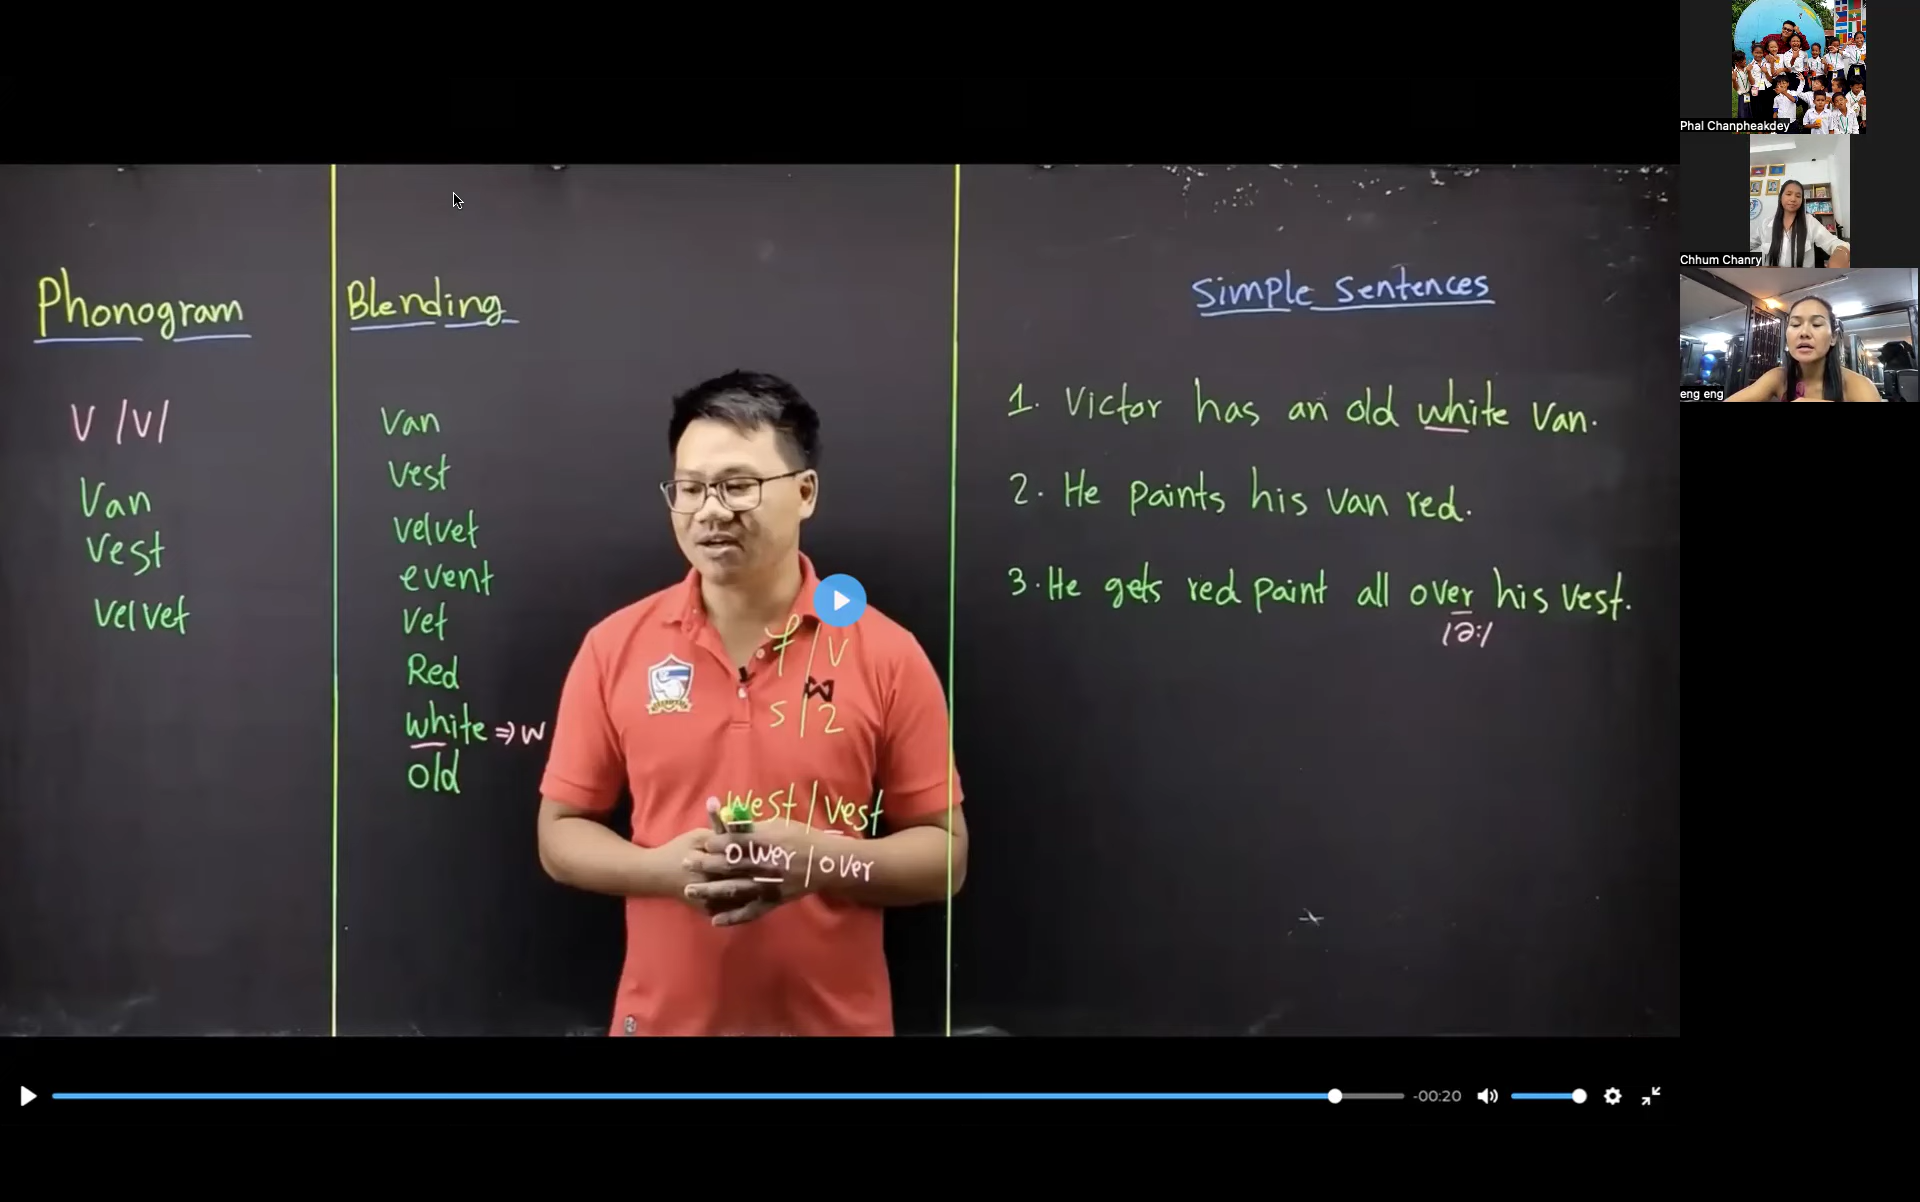 Phonogram
V /v/
Van
Vest
Velvet
Blending
Van
Vest
Velvet
event
Vet
Red
white ⇒ w
old
f / v
s / z
West / Vest
ower / over
Simple Sentences
1. Victor has an old white van.
2. He paints his van red.
3. He gets red paint all over his vest.
/ə:/
-00:20
Phal Chanpheakdey
Chhum Chanry
eng eng